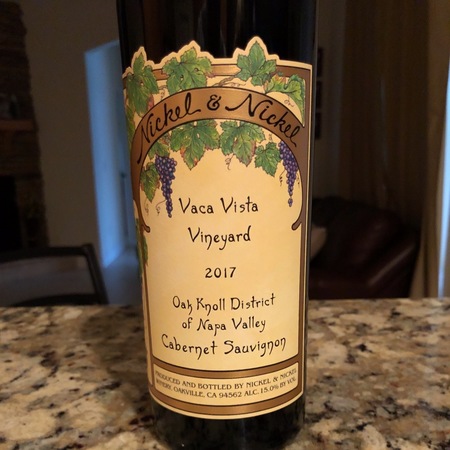 Nickel & Nickel
Vaca Vista
Vineyard
2017
Oak Knoll District
of Napa Valley
Cabernet Sauvignon
PRODUCED AND BOTTLED BY NICKEL & NICKEL
WINERY, OAKVILLE, CA 94562 ALC. 15.0% BY VOL.